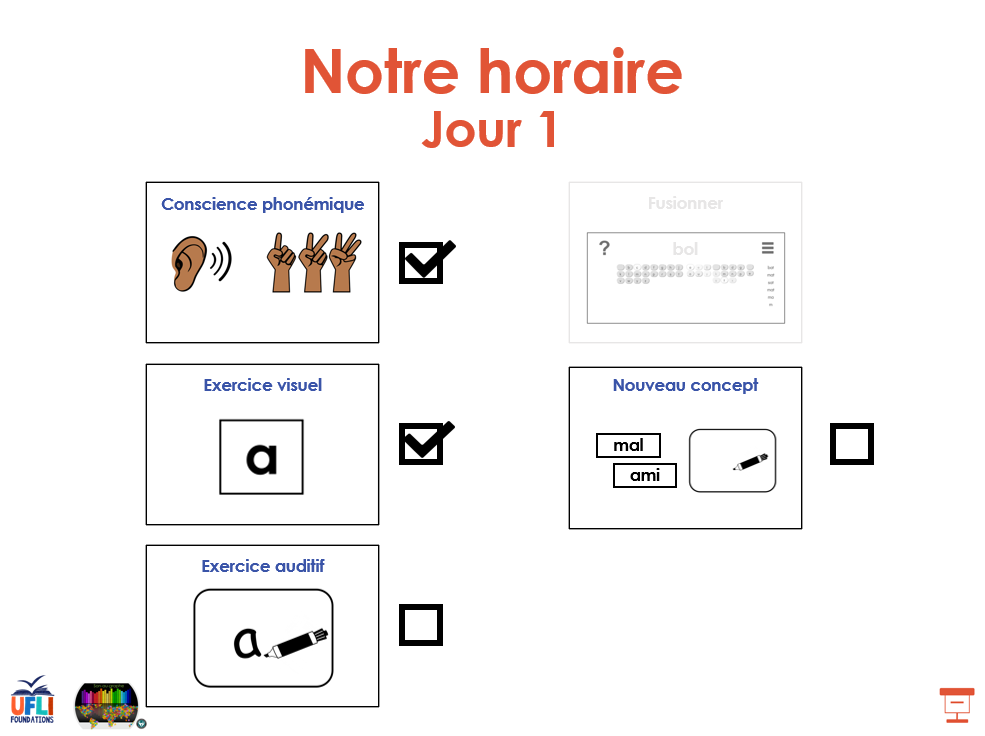 Notre horaire
Jour 1
Conscience phonémique
Exercice visuel
a
Exercice auditif
a
Fusionner
?
bol
Nouveau concept
mal
ami
UFLI
FOUNDATIONS